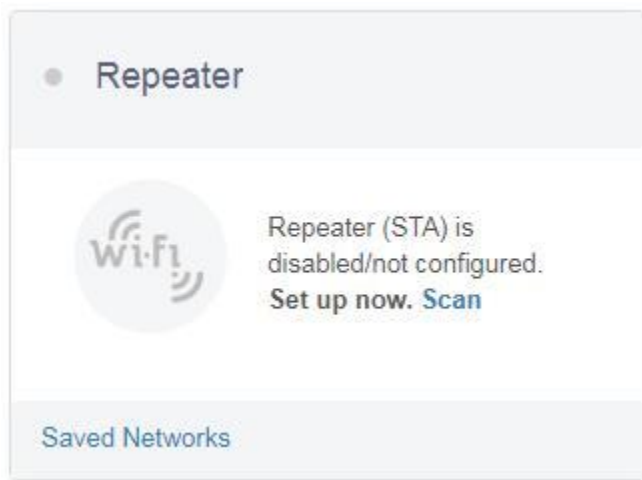 Repeater
Wi-Fi
Repeater (STA) is
disabled/not configured.
Set up now. Scan
Saved Networks